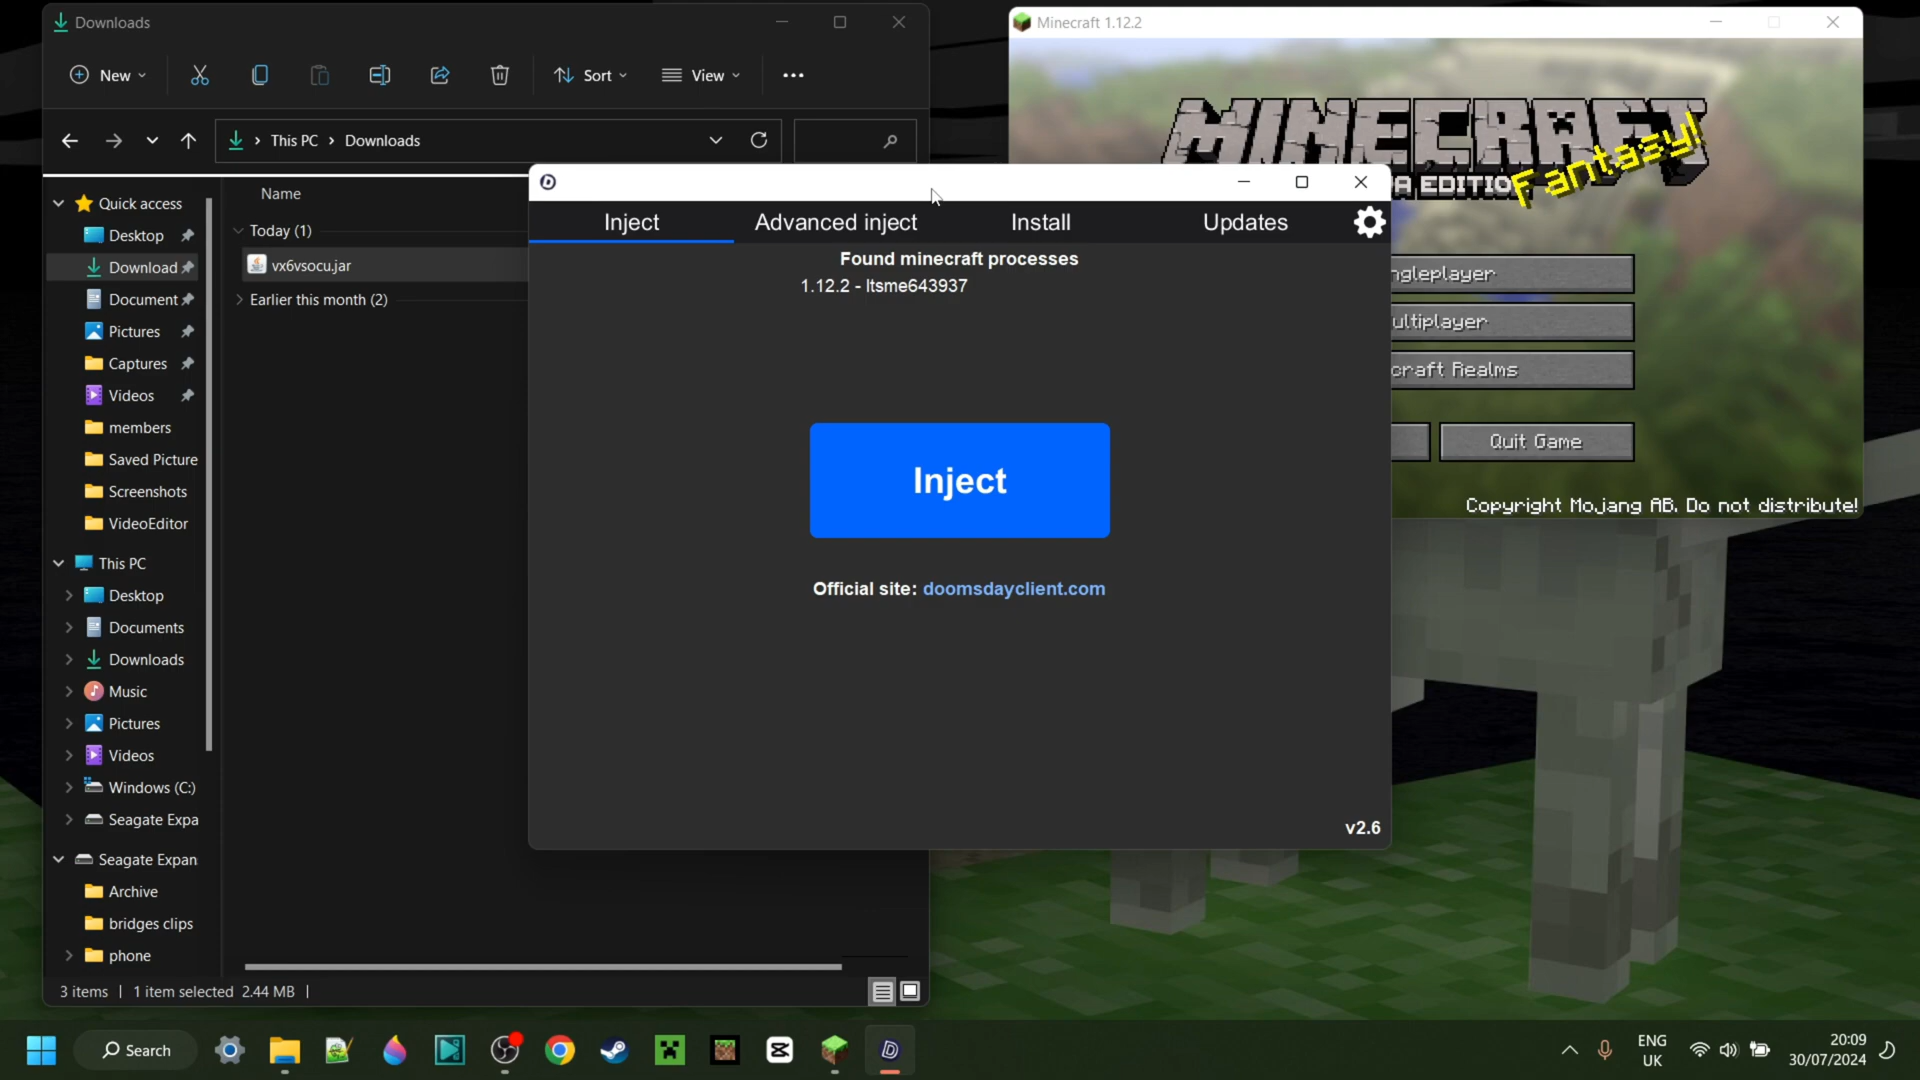 Downloads
New
Sort
View
This PC
Downloads
Quick access
Desktop
Download
Document
Pictures
Captures
Videos
members
Saved Picture
Screenshots
VideoEditor
This PC
Desktop
Documents
Downloads
Music
Pictures
Videos
Windows (C:)
Seagate Expa
Seagate Expan
Archive
bridges clips
phone
Name
Today (1)
vx6vsocu.jar
Earlier this month (2)
3 items
1 item selected 2.44 MB
Minecraft 1.12.2
MINECRAFT
A EDITIO
Fantasy!
ngleplayer
ultiplayer
craft Realms
Quit Game
Copyright Mojang AB. Do not distribute!
Inject
Advanced inject
Install
Updates
Found minecraft processes
1.12.2 - Itsme643937
Inject
Official site: doomsdayclient.com
v2.6
Search
ENG
UK
20:09
30/07/2024